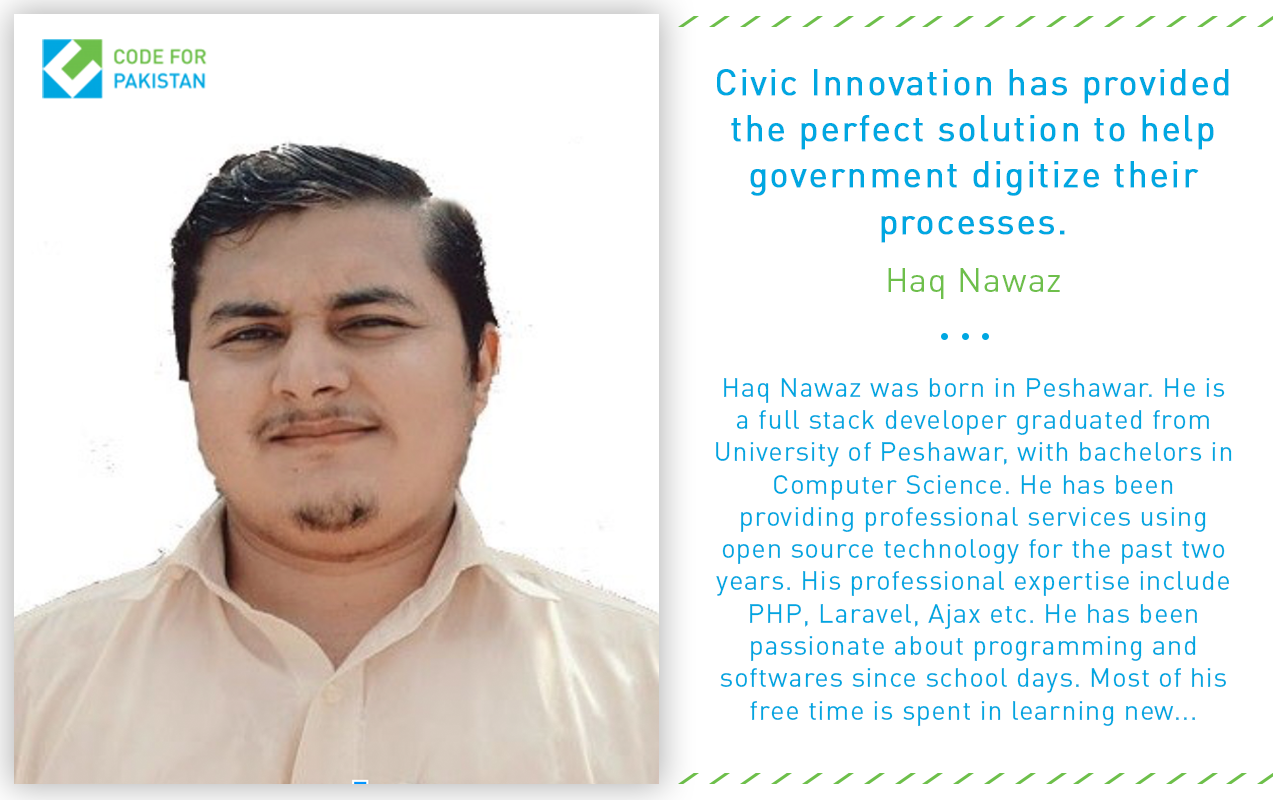 CODE FOR
PAKISTAN
Civic Innovation has provided
the perfect solution to help
government digitize their
processes.
Haq Nawaz
Haq Nawaz was born in Peshawar. He is
a full stack developer graduated from
University of Peshawar, with bachelors in
Computer Science. He has been
providing professional services using
open source technology for the past two
years. His professional expertise include
PHP, Laravel, Ajax etc. He has been
passionate about programming and
softwares since school days. Most of his
free time is spent in learning new...